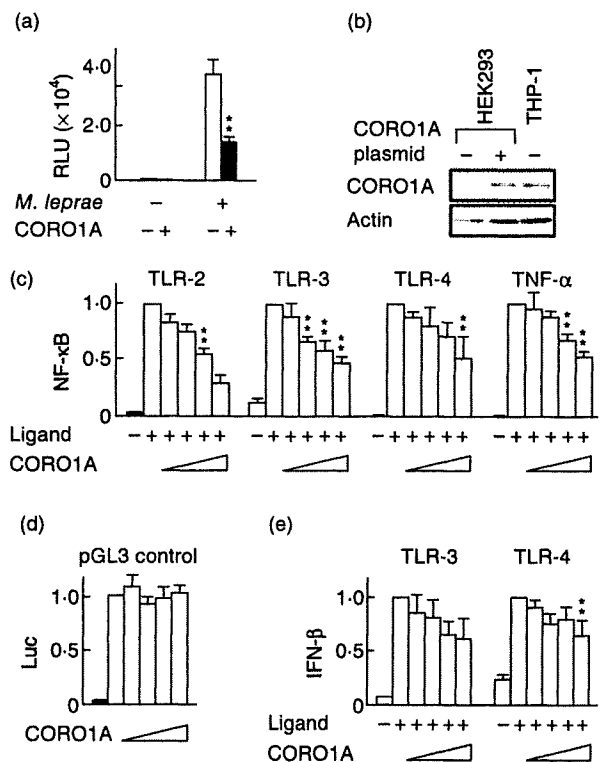 (a)
4·0
2·0
0
RLU (× 10⁴)
**
M. leprae
− +
CORO1A
− + − +
(b)
HEK293
THP-1
CORO1A
plasmid
− + −
CORO1A
Actin
(c)
TLR-2
TLR-3
TLR-4
TNF-α
1·0
0·5
0
NF-κB
**
** ** **
**
** **
Ligand
− + + + + +
− + + + + +
− + + + + +
− + + + + +
CORO1A
(d)
pGL3 control
1·0
0·5
0
Luc
CORO1A
(e)
TLR-3
TLR-4
1·0
0·5
0
IFN-β
**
Ligand
− + + + + +
− + + + + +
CORO1A